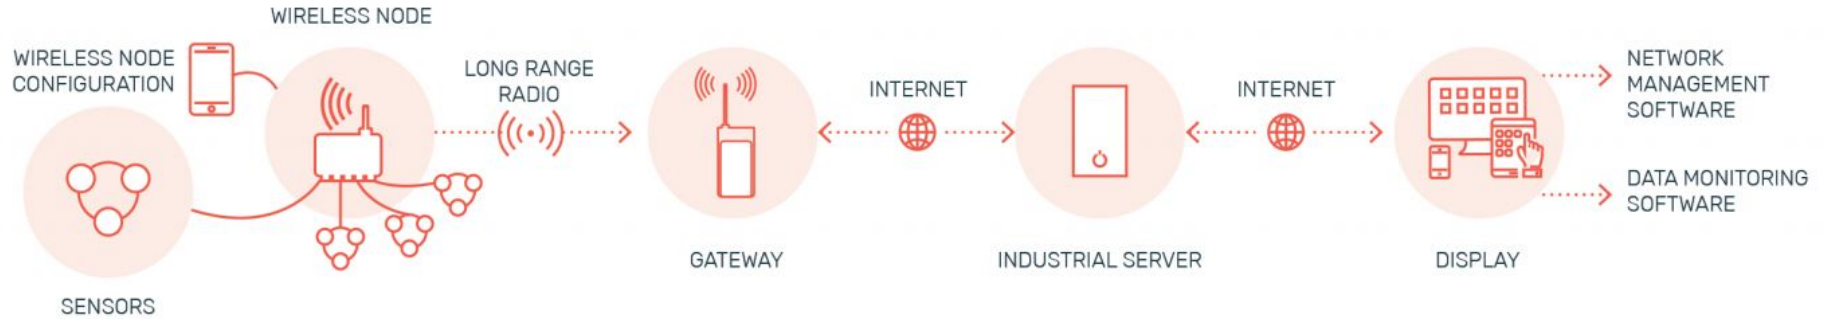 WIRELESS NODE
WIRELESS NODE
CONFIGURATION
LONG RANGE
RADIO
INTERNET
INTERNET
NETWORK
MANAGEMENT
SOFTWARE
DATA MONITORING
SOFTWARE
GATEWAY
INDUSTRIAL SERVER
DISPLAY
SENSORS